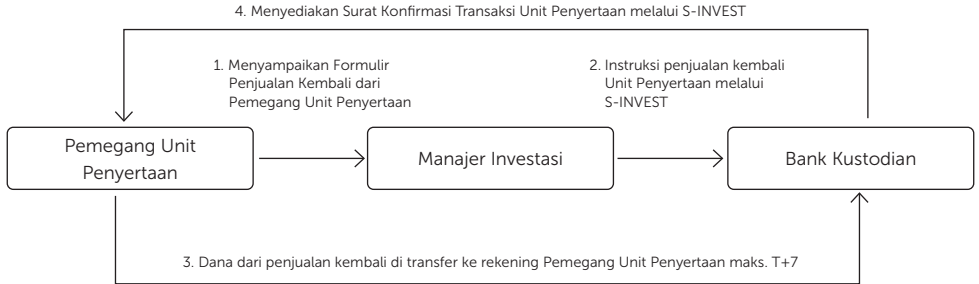 4. Menyediakan Surat Konfirmasi Transaksi Unit Penyertaan melalui S-INVEST
1. Menyampaikan Formulir
Penjualan Kembali dari
Pemegang Unit Penyertaan
2. Instruksi penjualan kembali
Unit Penyertaan melalui
S-INVEST
Pemegang Unit
Penyertaan
Manajer Investasi
Bank Kustodian
3. Dana dari penjualan kembali di transfer ke rekening Pemegang Unit Penyertaan maks. T+7